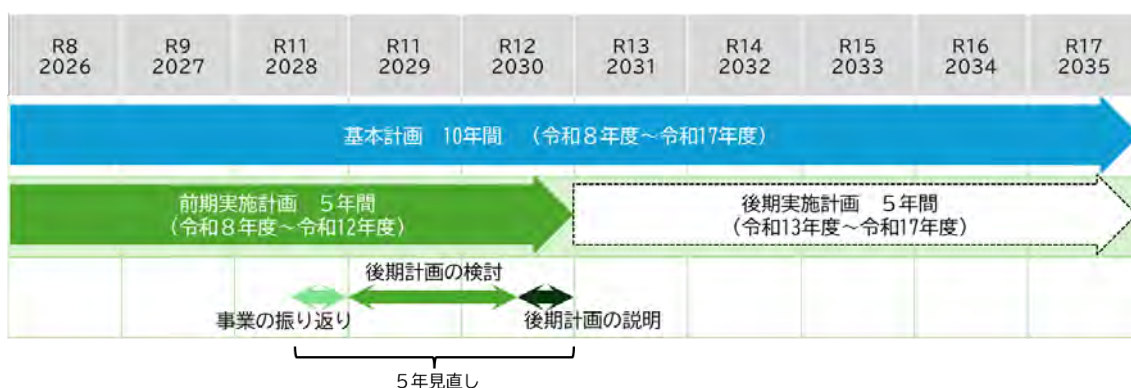 R8 R9 R11 R11 R12 R13 R14 R15 R16 R17
2026 2027 2028 2029 2030 2031 2032 2033 2034 2035
基本計画 10年間 （令和８年度～令和17年度）
前期実施計画 ５年間
（令和８年度～令和12年度）
後期実施計画 ５年間
（令和13年度～令和17年度）
後期計画の検討
事業の振り返り
後期計画の説明
５年見直し